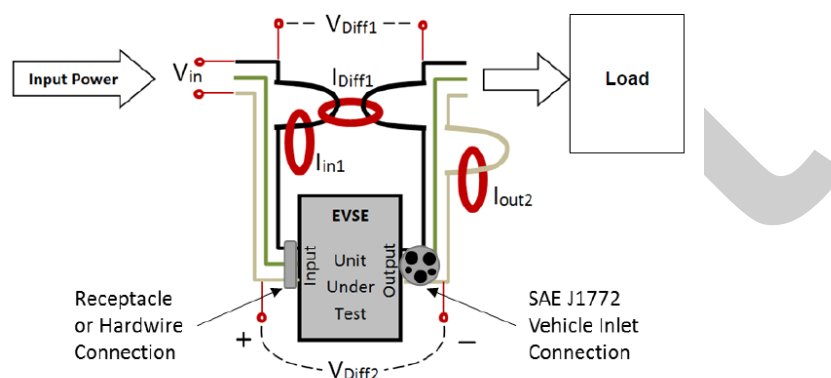 VDiff1
Input Power
Vin
IDiff1
Load
Iin1
Iout2
EVSE
Input
Unit
Under
Test
Output
Receptacle
or Hardwire
Connection
SAE J1772
Vehicle Inlet
Connection
+
–
VDiff2